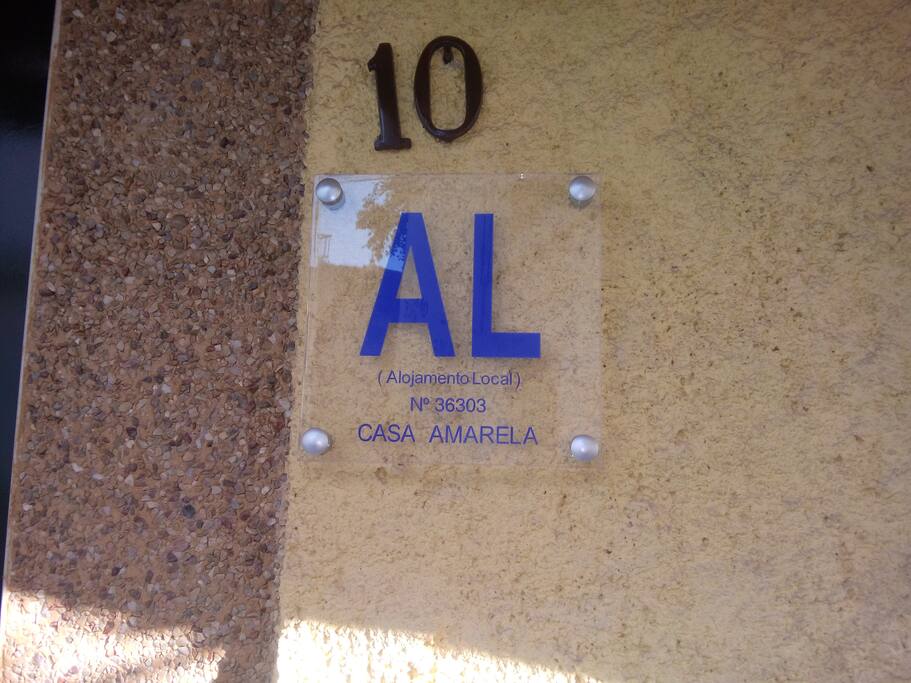 10
AL
( Alojamento Local )
Nº 36303
CASA AMARELA